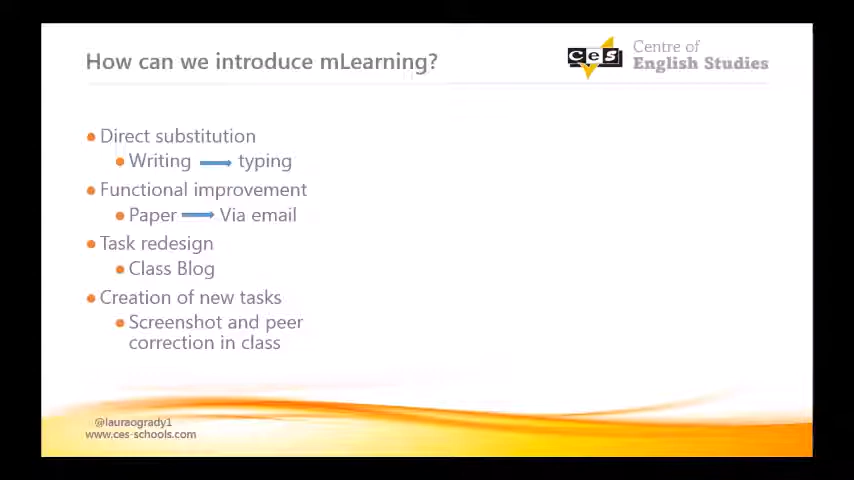 How can we introduce mLearning?
ces
Centre of
English Studies
Direct substitution
Writing typing
Functional improvement
Paper Via email
Task redesign
Class Blog
Creation of new tasks
Screenshot and peer
correction in class
@lauraogrady1
www.ces-schools.com